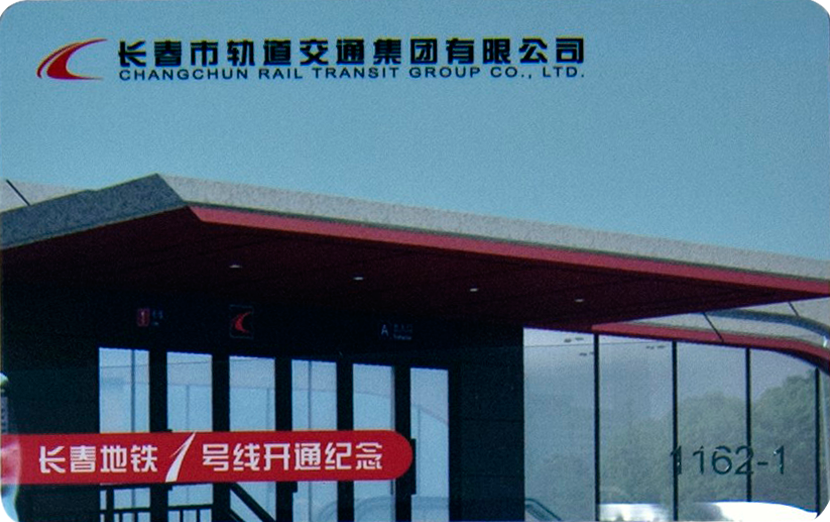 长春市轨道交通集团有限公司
CHANGCHUN RAIL TRANSIT GROUP CO., LTD.
1
A
长春地铁1号线开通纪念
1162-1